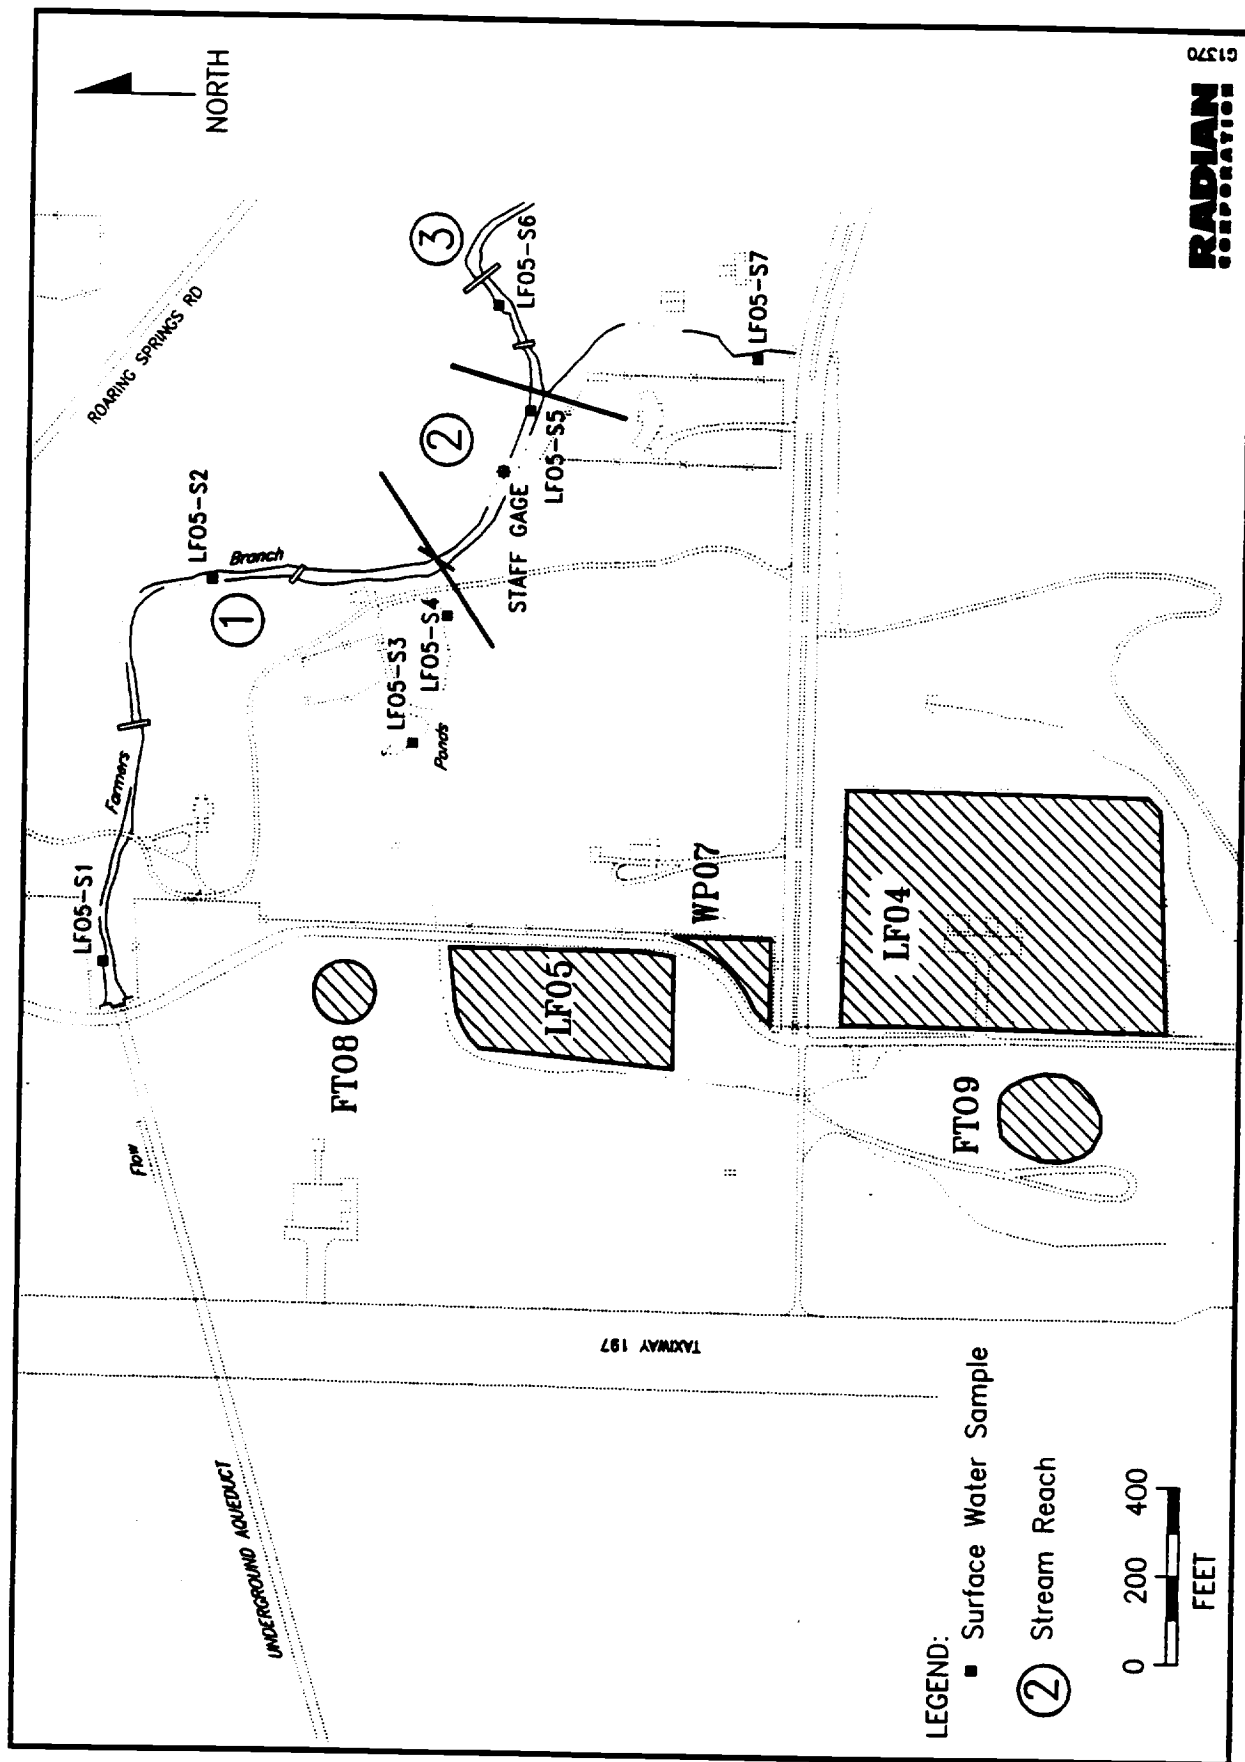 NORTH
ROARING SPRINGS RD
UNDERGROUND AQUEDUCT
Flow
LF05-S1
Farmers
Branch
LF05-S2
1
FT08
LF05-S3
LF05-S4
Ponds
2
3
STAFF GAGE
LF05-S5
LF05-S6
LF05-S7
LF05
WP07
TAXIWAY 197
LF04
FT09
LEGEND:
Surface Water Sample
2 Stream Reach
0 200 400
FEET
RADIAN
CORPORATION
G1370